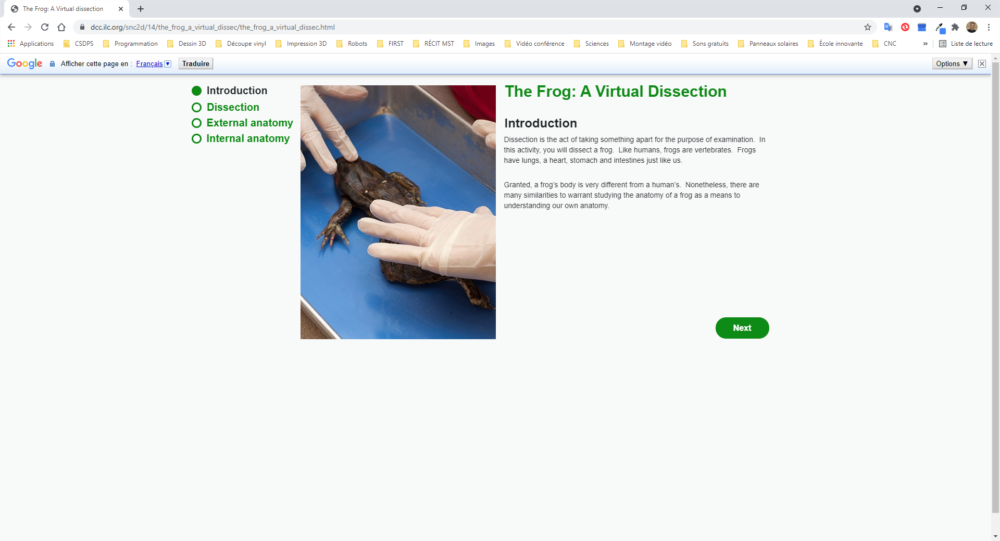 The Frog: A Virtual dissection
dcc.ilc.org/snc2d/14/the_frog_a_virtual_dissec/the_frog_a_virtual_dissec.html
Applications CSDPS Programmation Dessin 3D Découpe vinyl Impression 3D Robots FIRST RÉCIT MST Images Vidéo conférence Sciences Montage vidéo Sons gratuits Panneaux solaires École innovante CNC » Liste de lecture
Google Afficher cette page en : Français Traduire Options ▼
Introduction
Dissection
External anatomy
Internal anatomy
The Frog: A Virtual Dissection
Introduction
Dissection is the act of taking something apart for the purpose of examination. In
this activity, you will dissect a frog. Like humans, frogs are vertebrates. Frogs
have lungs, a heart, stomach and intestines just like us.
Granted, a frog’s body is very different from a human’s. Nonetheless, there are
many similarities to warrant studying the anatomy of a frog as a means to
understanding our own anatomy.
Next